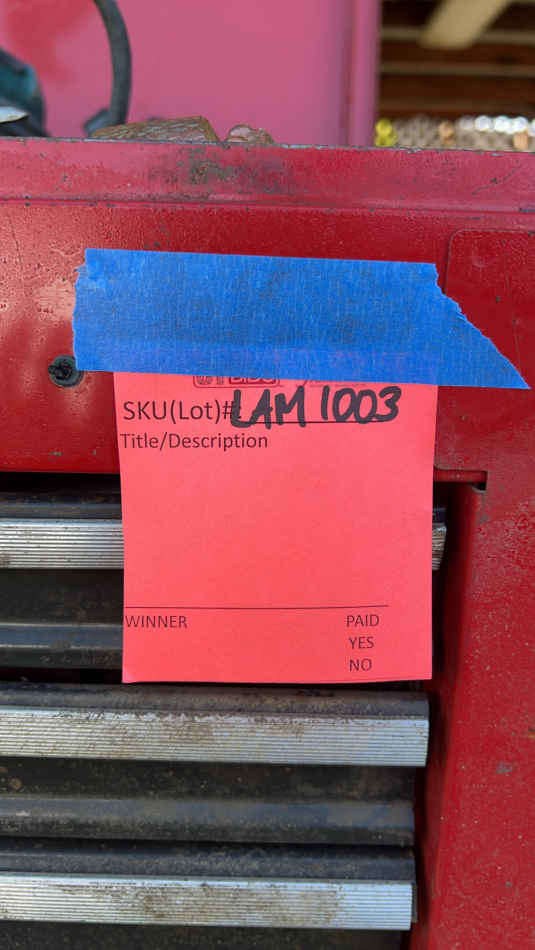 SKU(Lot)#: LAM 1003
Title/Description
WINNER PAID
YES
NO